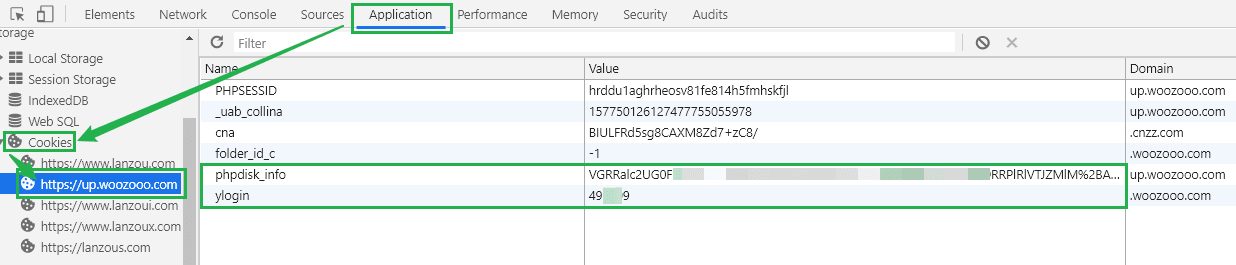 Elements Network Console Sources Application Performance Memory Security Audits
torage
Local Storage
Session Storage
IndexedDB
Web SQL
Cookies
https://www.lanzou.com
https://up.woozooo.com
https://www.lanzoui.com
https://www.lanzoux.com
https://lanzous.com
Filter
Name Value Domain
PHPSESSID hrddu1aghrheosv81fe814h5fmhskfjl up.woozooo.com
_uab_collina 157750126127477755055978 up.woozooo.com
cna BIULFRd5sg8CAXM8Zd7+zC8/ .cnzz.com
folder_id_c -1 .woozooo.com
phpdisk_info VGRRalc2UG0F RRPlRlVTJZMlM%2BA... up.woozooo.com
ylogin 49 9 .woozooo.com